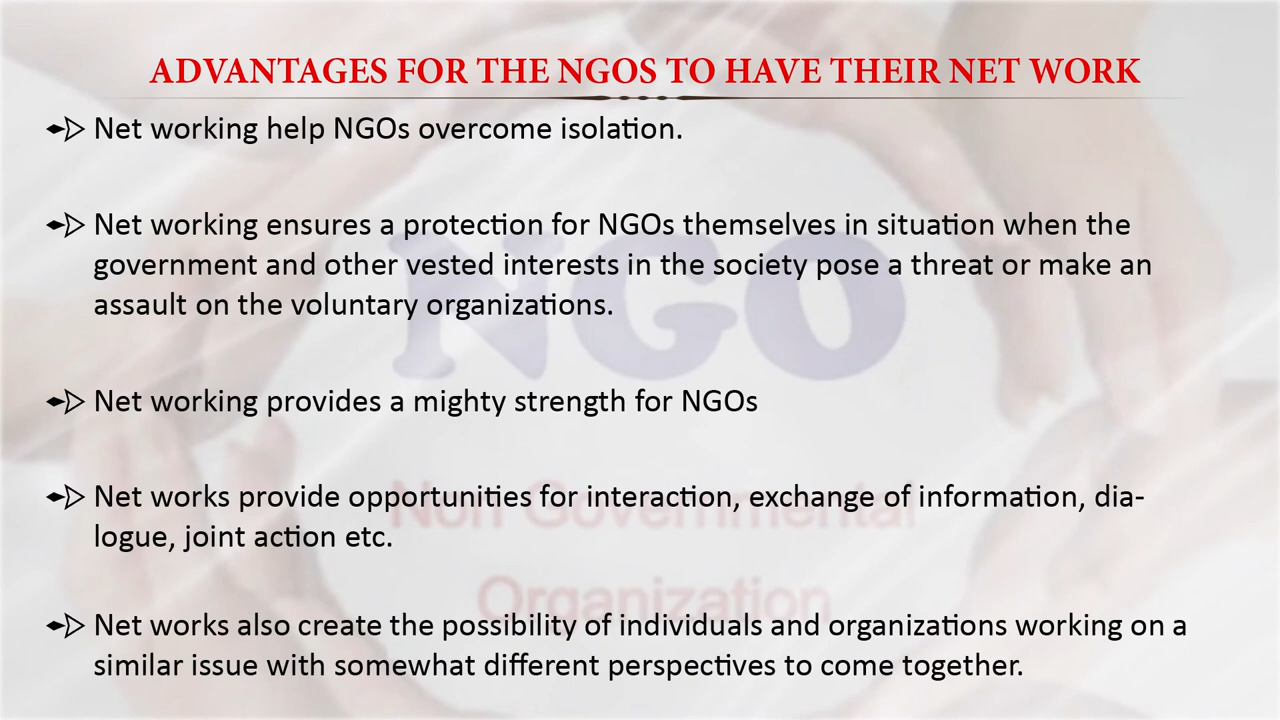 ADVANTAGES FOR THE NGOS TO HAVE THEIR NET WORK
Net working help NGOs overcome isolation.
Net working ensures a protection for NGOs themselves in situation when the
government and other vested interests in the society pose a threat or make an
assault on the voluntary organizations.
NGO
Net working provides a mighty strength for NGOs
Net works provide opportunities for interaction, exchange of information, dia-
logue, joint action etc.
Non Governmental
Organization
Net works also create the possibility of individuals and organizations working on a
similar issue with somewhat different perspectives to come together.